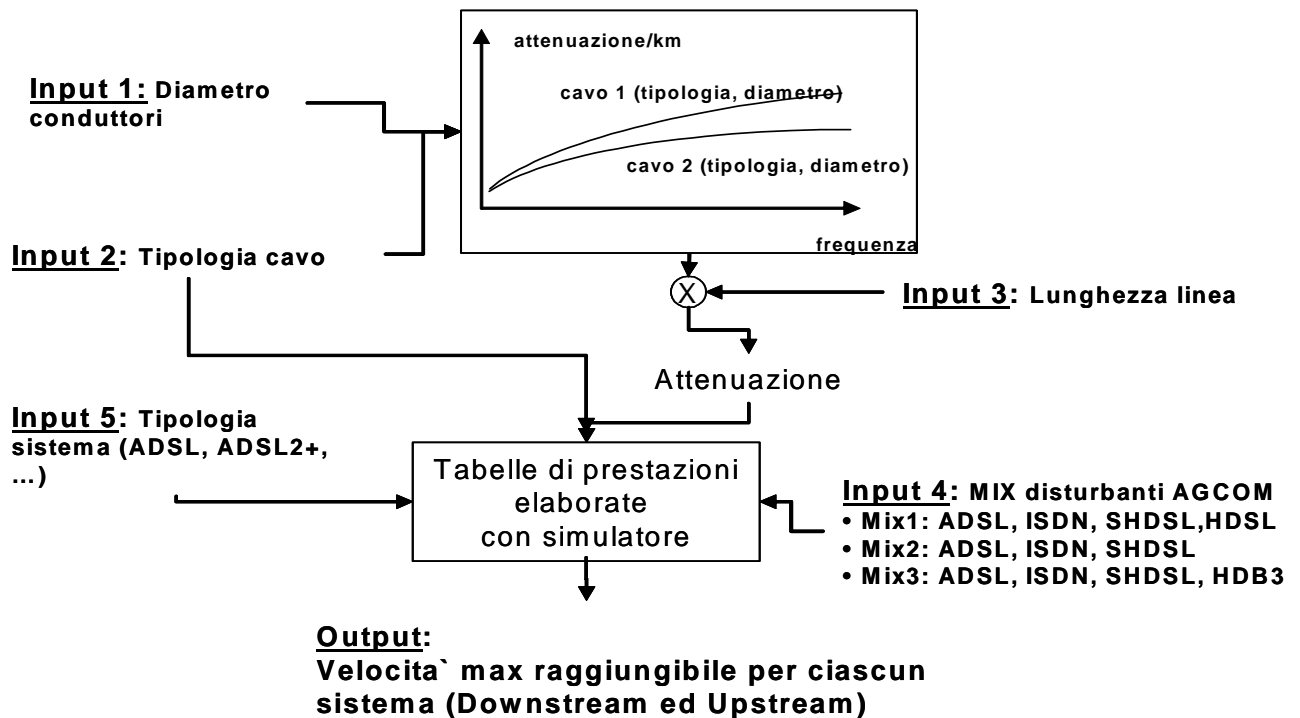 attenuazione/km
Input 1: Diametro
conduttori
cavo 1 (tipologia, diametro)
cavo 2 (tipologia, diametro)
frequenza
Input 2: Tipologia cavo
X
Input 3: Lunghezza linea
Attenuazione
Input 5: Tipologia
sistema (ADSL, ADSL2+,
...)
Tabelle di prestazioni
elaborate
con simulatore
Input 4: MIX disturbanti AGCOM
• Mix1: ADSL, ISDN, SHDSL,HDSL
• Mix2: ADSL, ISDN, SHDSL
• Mix3: ADSL, ISDN, SHDSL, HDB3
Output:
Velocita` max raggiungibile per ciascun
sistema (Downstream ed Upstream)